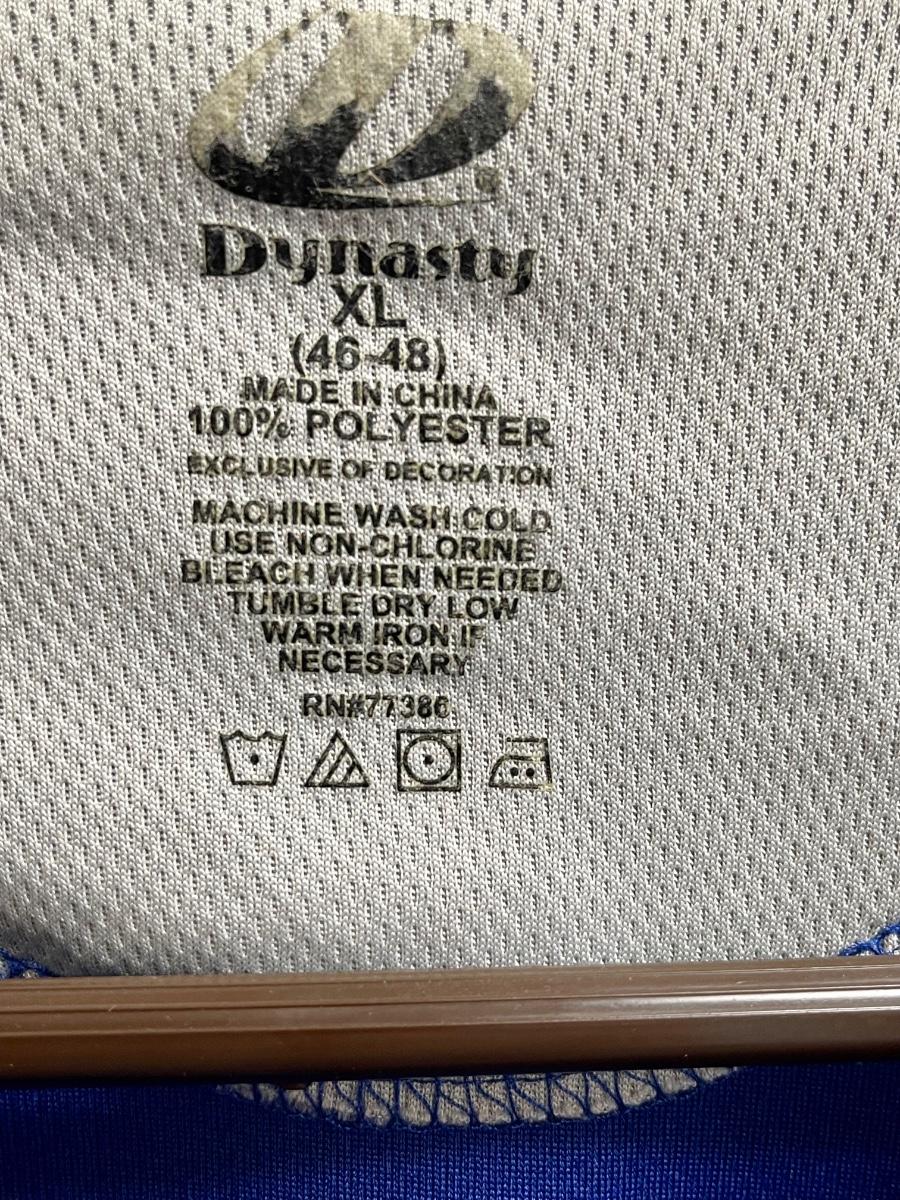 Dynasty
XL
(46-48)
MADE IN CHINA
100% POLYESTER
EXCLUSIVE OF DECORATION
MACHINE WASH COLD
USE NON-CHLORINE
BLEACH WHEN NEEDED
TUMBLE DRY LOW
WARM IRON IF
NECESSARY
RN#77386